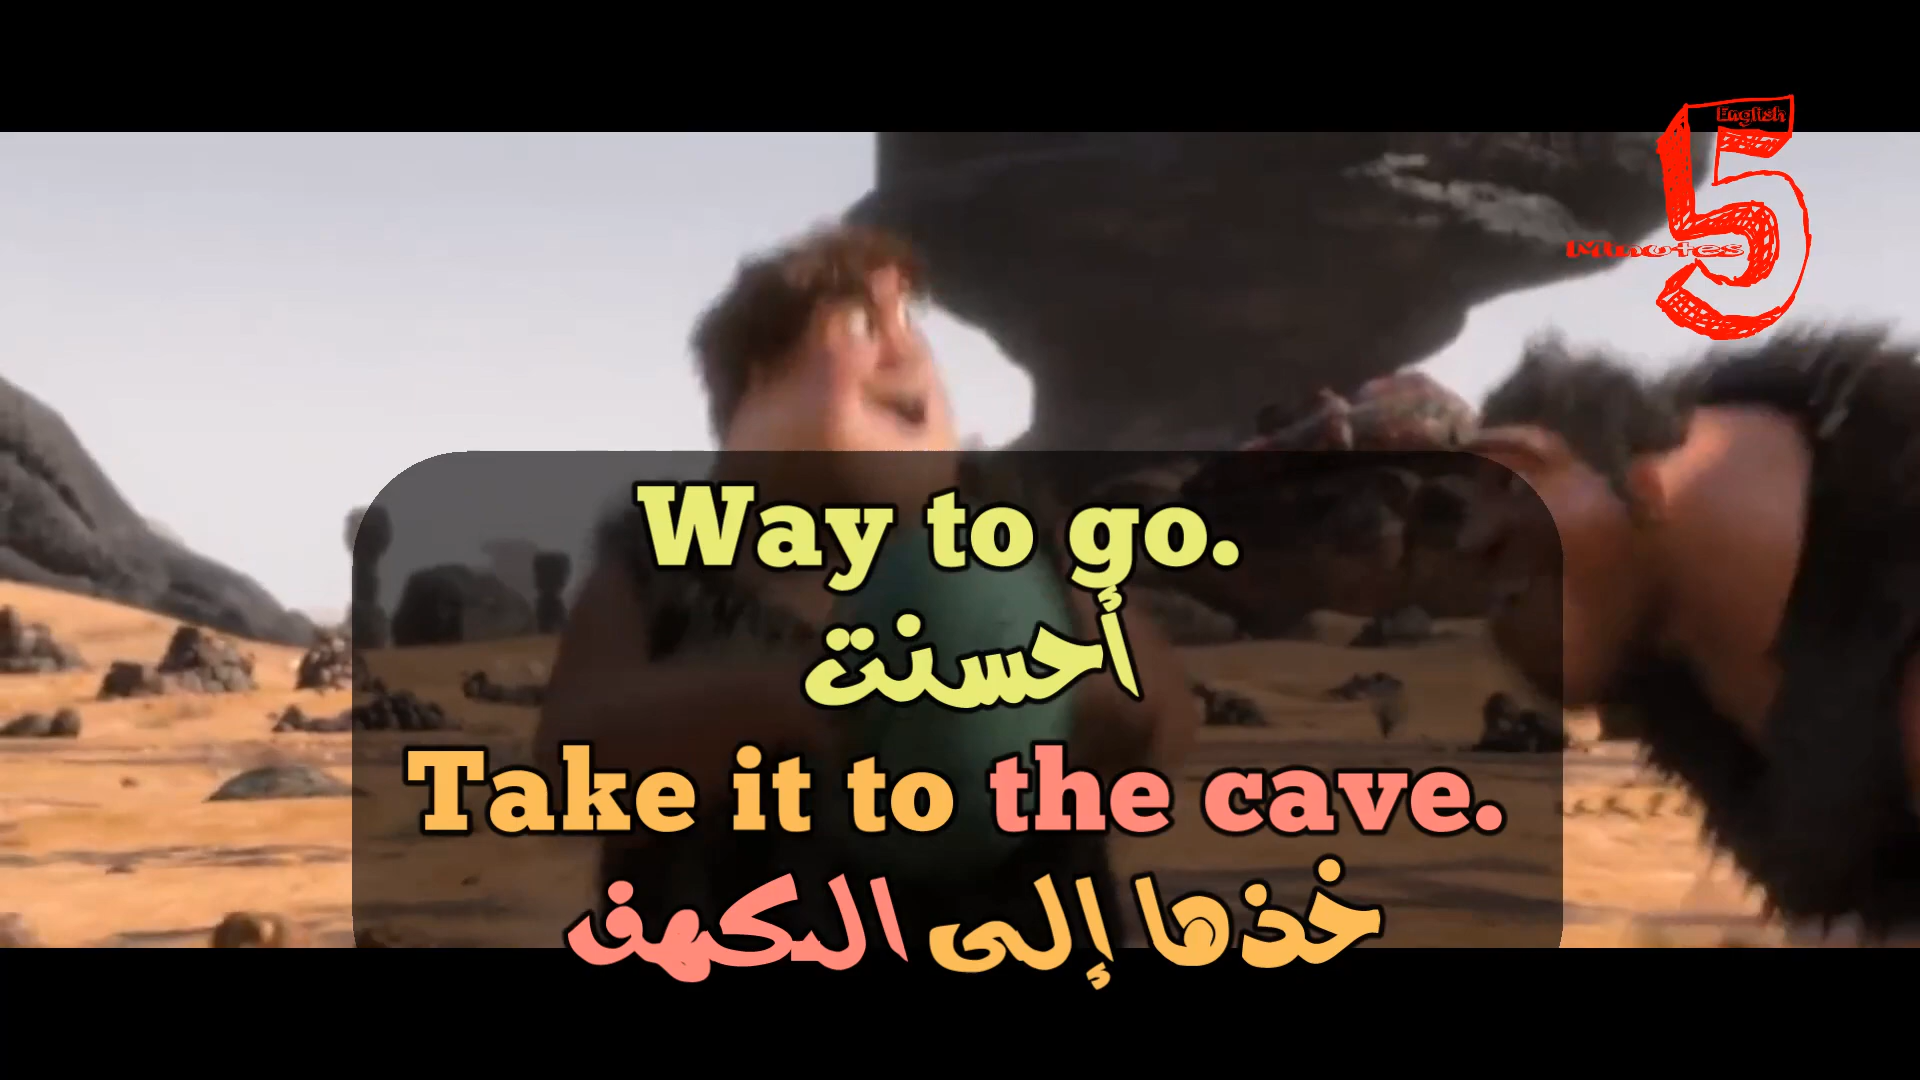 English
5
Minutes
Way to go.
أحسنت
Take it to the cave.
خذها إلى الكهف